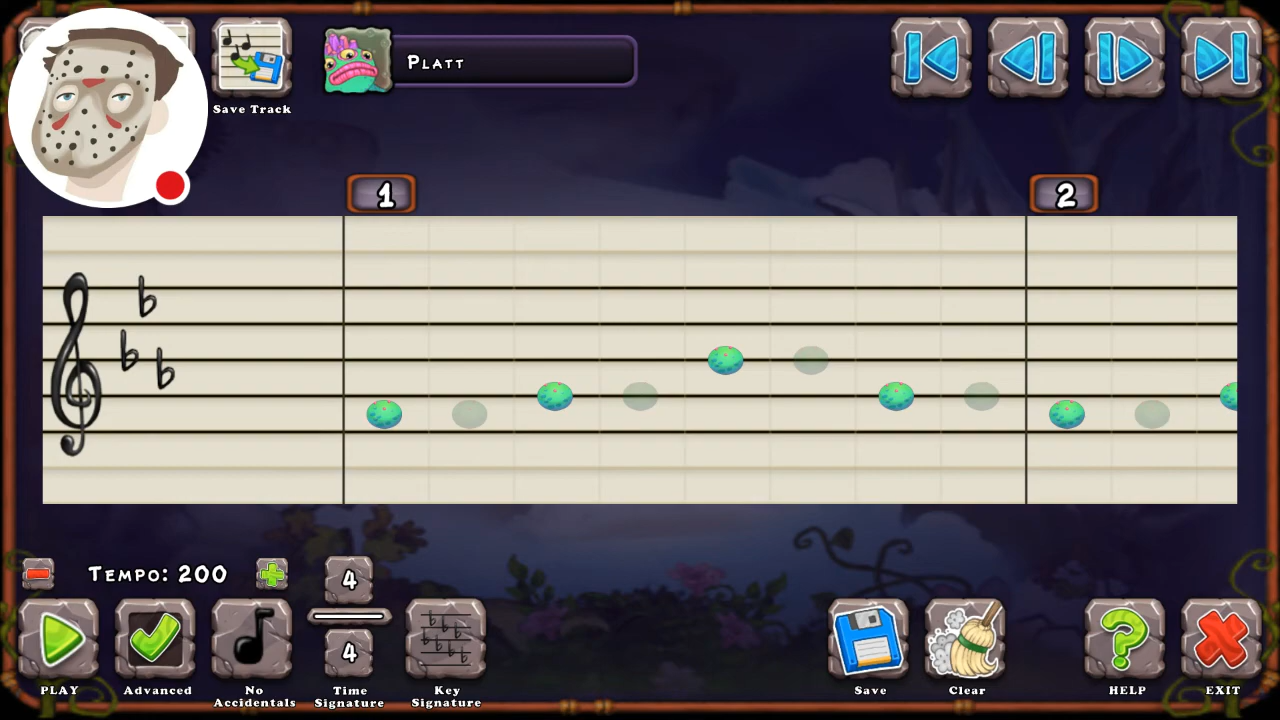 Save Track
Platt
1
2
Tempo: 200
4
4
PLAY
Advanced
No
Accidentals
Time
Signature
Key
Signature
Save
Clear
HELP
EXIT